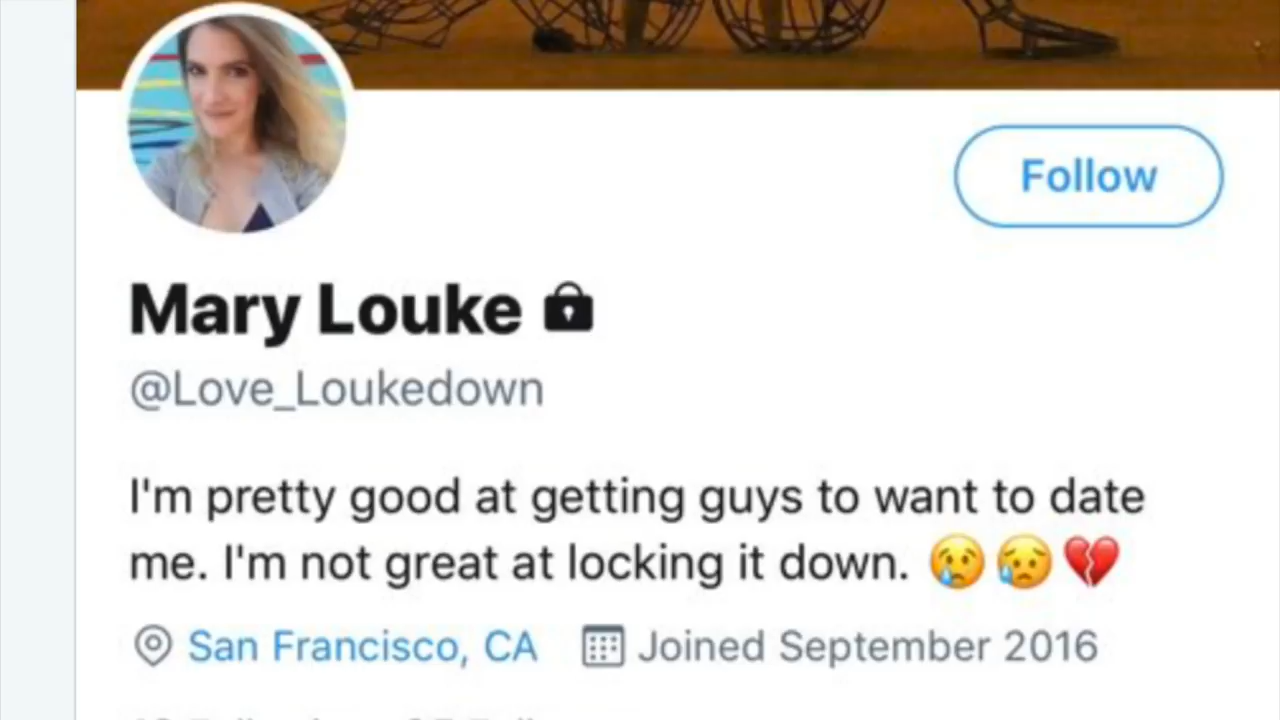 Follow
Mary Louke
@Love_Loukedown
I'm pretty good at getting guys to want to date
me. I'm not great at locking it down. 😢😥💔
San Francisco, CA Joined September 2016